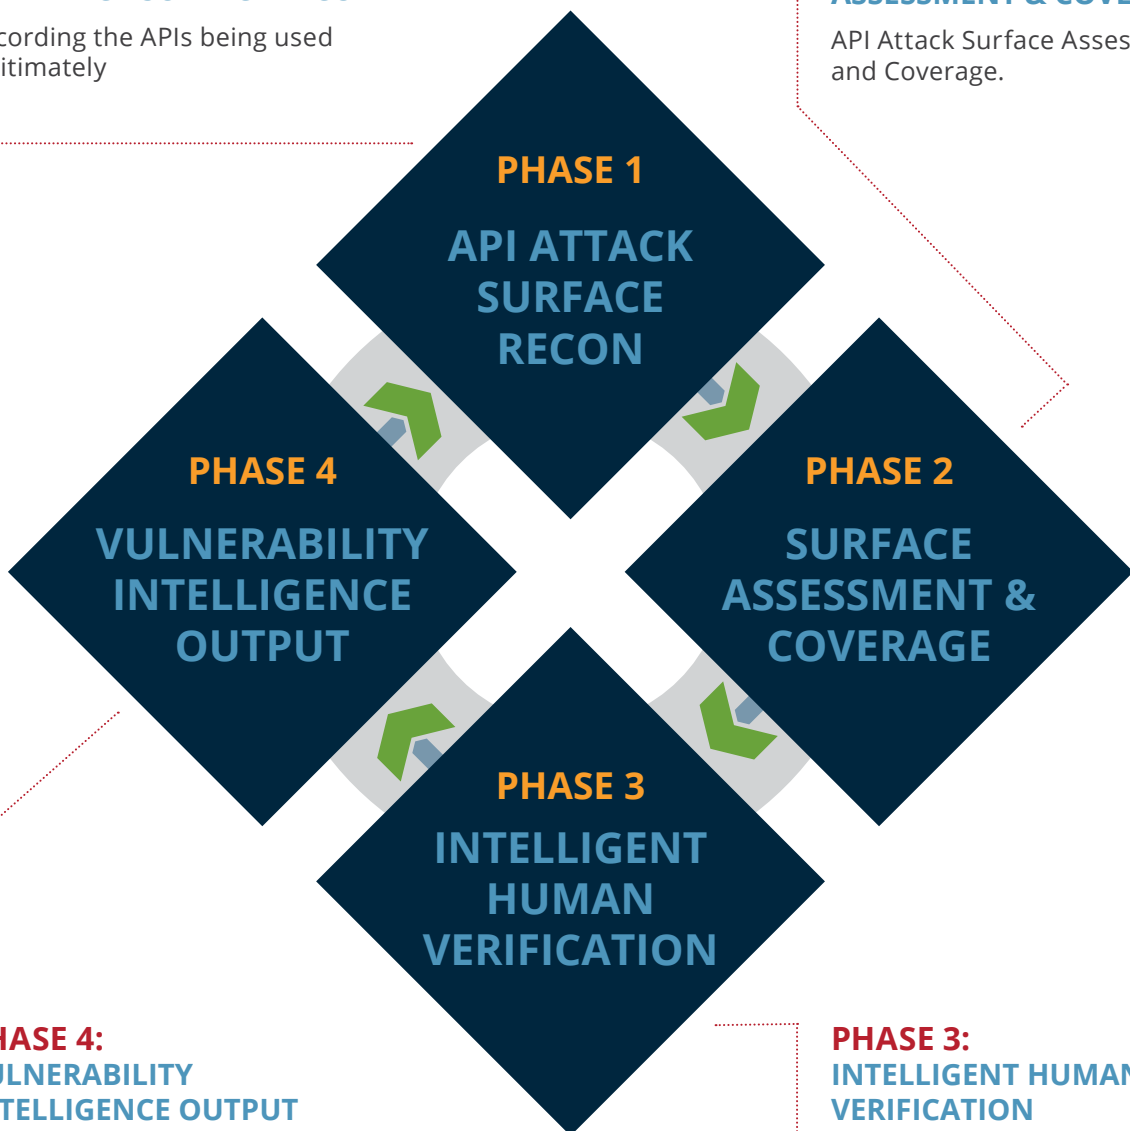 cording the APIs being used
itimately
ASSESSMENT &
API Attack Surface Asses
and Coverage.
PHASE 1
API ATTACK
SURFACE
RECON
PHASE 4
VULNERABILITY
INTELLIGENCE
OUTPUT
PHASE 2
SURFACE
ASSESSMENT &
COVERAGE
PHASE 3
INTELLIGENT
HUMAN
VERIFICATION
HASE 4:
ULNERABILITY
TELLIGENCE OUTPUT
PHASE 3:
INTELLIGENT HUMAN
VERIFICATION